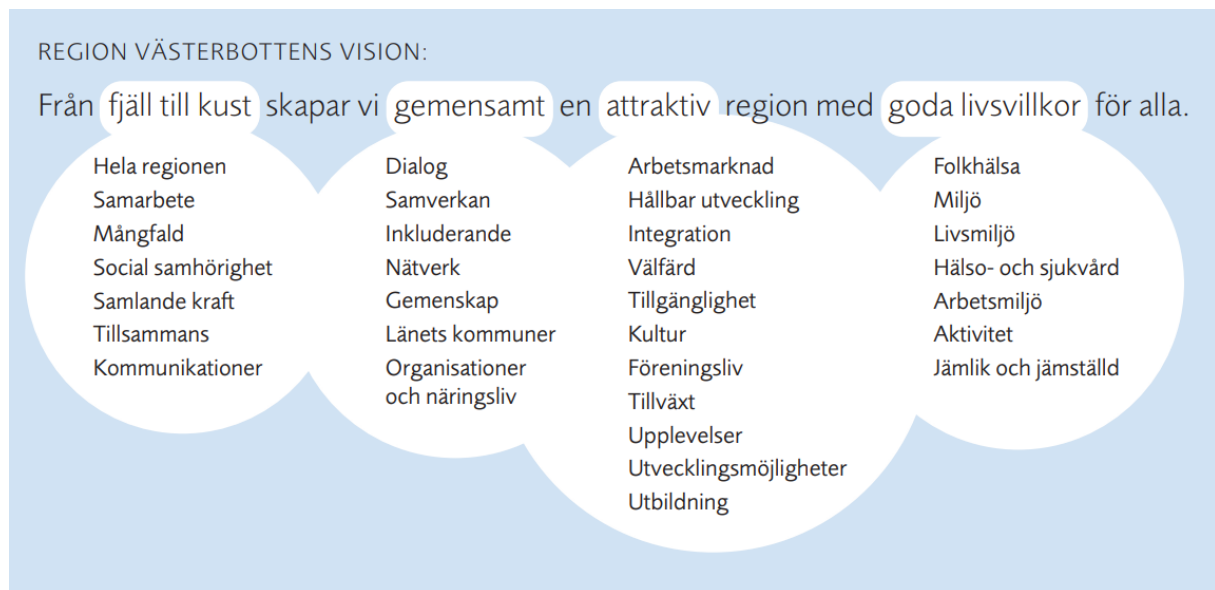 REGION VÄSTERBOTTENS VISION:
Från fjäll till kust skapar vi gemensamt en attraktiv region med goda livsvillkor för alla.
Hela regionen
Samarbete
Mångfald
Social samhörighet
Samlande kraft
Tillsammans
Kommunikationer
Dialog
Samverkan
Inkluderande
Nätverk
Gemenskap
Länets kommuner
Organisationer
och näringsliv
Arbetsmarknad
Hållbar utveckling
Integration
Välfärd
Tillgänglighet
Kultur
Föreningsliv
Tillväxt
Upplevelser
Utvecklingsmöjligheter
Utbildning
Folkhälsa
Miljö
Livsmiljö
Hälso- och sjukvård
Arbetsmiljö
Aktivitet
Jämlik och jämställd